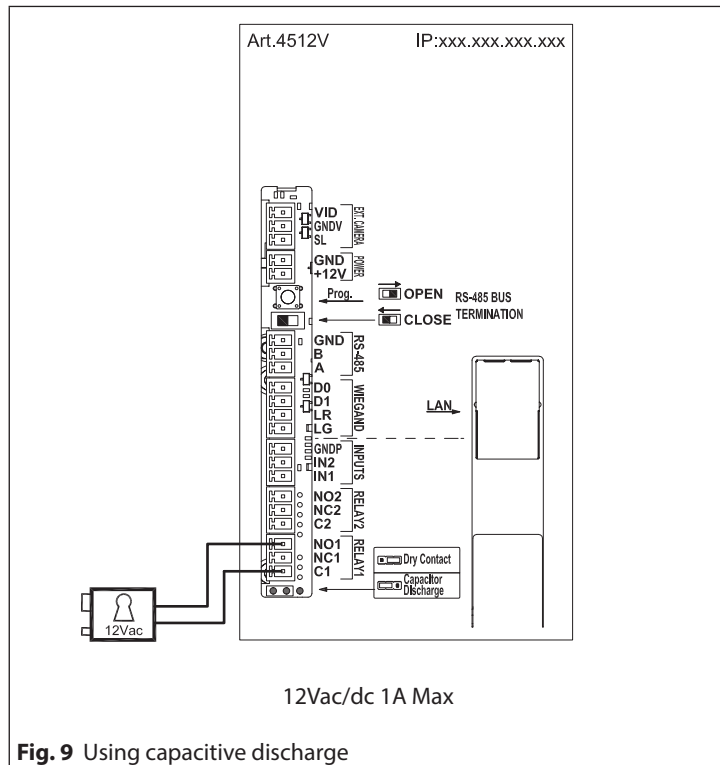 Art.4512V IP:xxx.xxx.xxx.xxx
VID
GNDV
SL
EXT. CAMERA
GND
+12V
POWER
Prog.
OPEN
CLOSE
RS-485 BUS
TERMINATION
GND
B
A
RS-485
D0
D1
LR
LG
WIEGAND
LAN
GNDP
IN2
IN1
INPUTS
NO2
NC2
C2
RELAY2
NO1
NC1
C1
RELAY1
Dry Contact
Capacitor
Discharge
12Vac
12Vac/dc 1A Max
Fig. 9 Using capacitive discharge